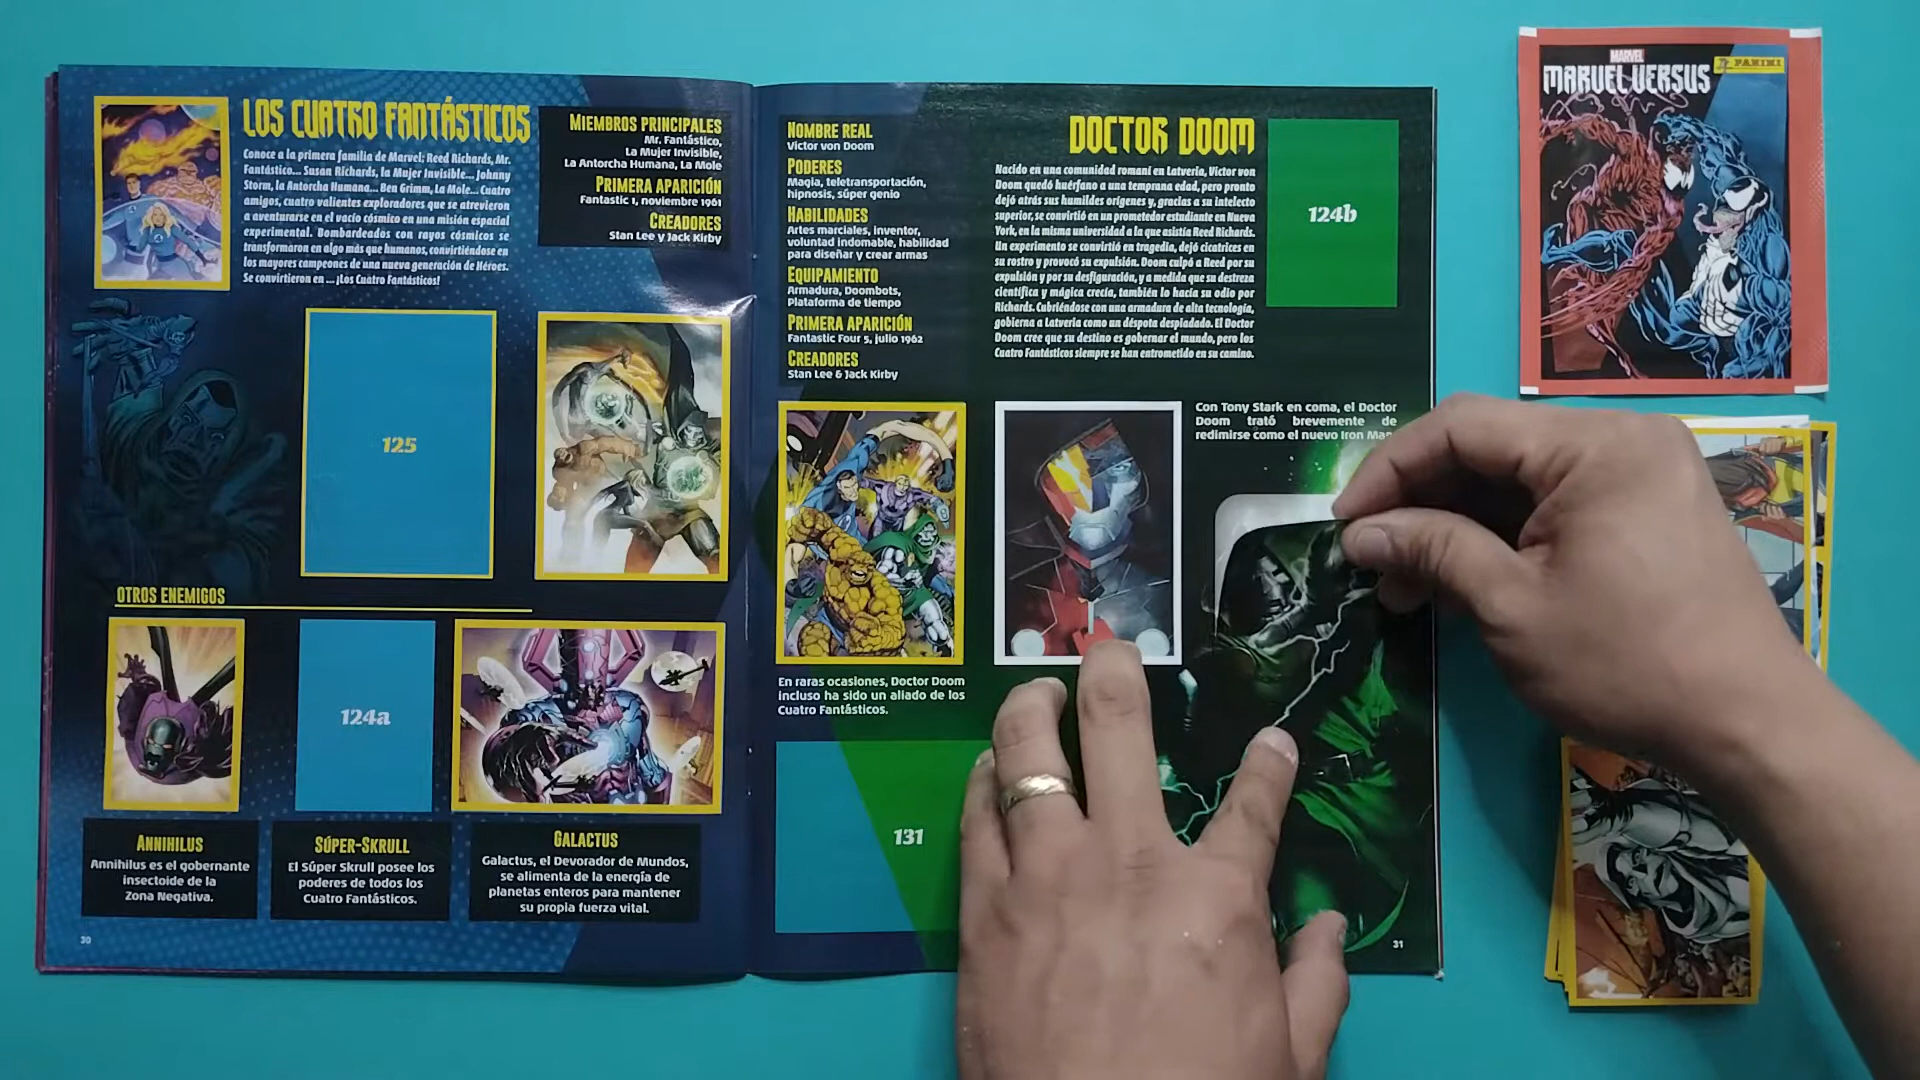 LOS CUATRO FANTÁSTICOS
Conoce a la primera familia de Marvel: Reed Richards, Mr.
Fantástico... Susan Richards, la Mujer Invisible... Johnny
Storm, la Antorcha Humana... Ben Grimm, La Mole... Cuatro
amigos, cuatro valientes exploradores que se atrevieron
a aventurarse en el vacío cósmico en una misión espacial
experimental. Bombardeados con rayos cósmicos se
transformaron en algo más que humanos, convirtiéndose en
los mayores campeones de una nueva generación de Héroes.
Se convirtieron en ... ¡Los Cuatro Fantásticos!
MIEMBROS PRINCIPALES
Mr. Fantástico,
La Mujer Invisible,
La Antorcha Humana, La Mole
PRIMERA APARICIÓN
Fantastic 1, noviembre 1961
CREADORES
Stan Lee y Jack Kirby
125
OTROS ENEMIGOS
124a
ANNIHILUS
Annihilus es el gobernante
insectoide de la
Zona Negativa.
SÚPER-SKRULL
El Súper Skrull posee los
poderes de todos los
Cuatro Fantásticos.
GALACTUS
Galactus, el Devorador de Mundos,
se alimenta de la energía de
planetas enteros para mantener
su propia fuerza vital.
30
NOMBRE REAL
Victor von Doom
PODERES
Magia, teletransportación,
hipnosis, súper genio
HABILIDADES
Artes marciales, inventor,
voluntad indomable, habilidad
para diseñar y crear armas
EQUIPAMIENTO
Armadura, Doombots,
Plataforma de tiempo
PRIMERA APARICIÓN
Fantastic Four 5, julio 1962
CREADORES
Stan Lee & Jack Kirby
DOCTOR DOOM
Nacido en una comunidad romaní en Latveria, Victor von
Doom quedó huérfano a una temprana edad, pero pronto
dejó atrás sus humildes orígenes y, gracias a su intelecto
superior, se convirtió en un prometedor estudiante en Nueva
York, en la misma universidad a la que asistía Reed Richards.
Un experimento se convirtió en tragedia, dejó cicatrices en
su rostro y provocó su expulsión. Doom culpó a Reed por su
expulsión y por su desfiguración, y a medida que su destreza
científica y mágica crecía, también lo hacía su odio por
Richards. Cubriéndose con una armadura de alta tecnología,
gobierna a Latveria como un déspota despiadado. El Doctor
Doom cree que su destino es gobernar el mundo, pero los
Cuatro Fantásticos siempre se han entrometido en su camino.
124b
Con Tony Stark en coma, el Doctor
Doom trató brevemente de
redimirse como el nuevo Iron Man.
En raras ocasiones, Doctor Doom
incluso ha sido un aliado de los
Cuatro Fantásticos.
131
31
MARVEL
MARVEL VERSUS
PANINI